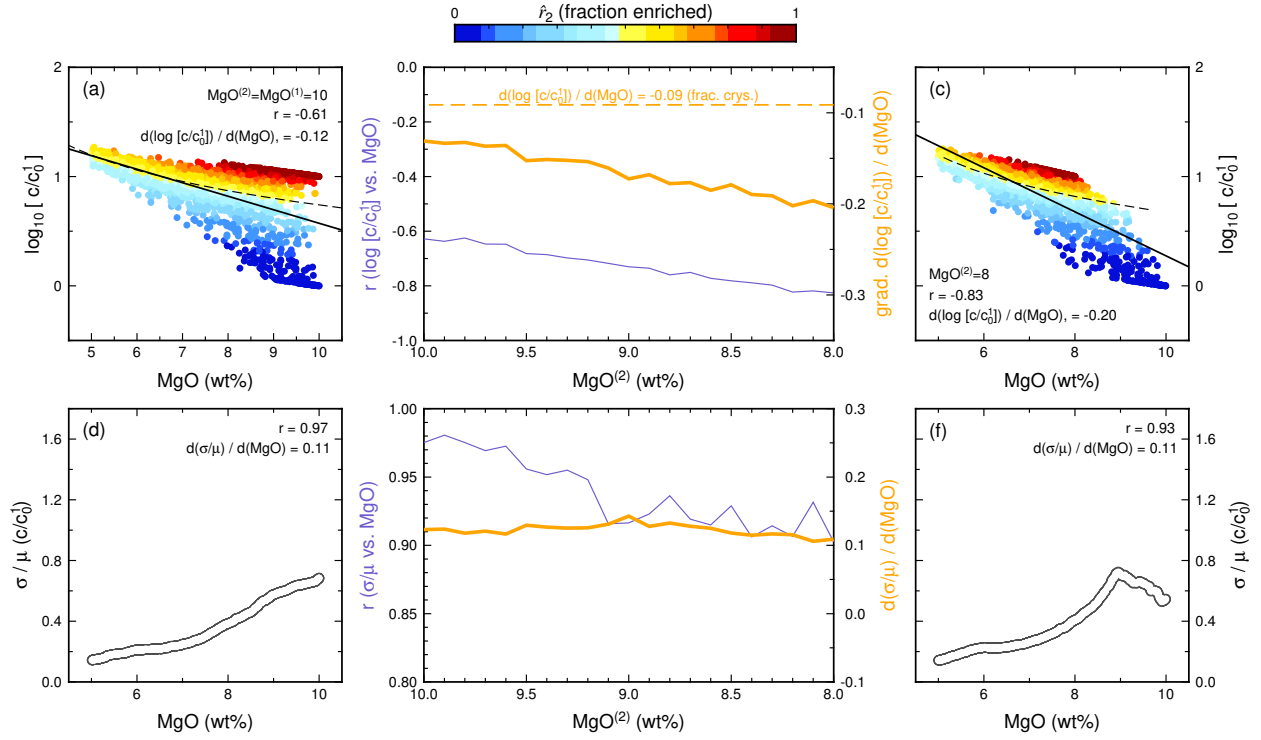 0 r̂₂ (fraction enriched) 1
(a)
MgO⁽²⁾=MgO⁽¹⁾=10
r = -0.61
d(log [c/c₀¹]) / d(MgO), = -0.12
log₁₀ [ c/c₀¹]
2
1
0
5 6 7 8 9 10
MgO (wt%)
r (log [c/c₀¹] vs. MgO)
0.0
-0.2
-0.4
-0.6
-0.8
-1.0
d(log [c/c₀¹]) / d(MgO) = -0.09 (frac. crys.)
-0.1
-0.2
-0.3
grad. d(log [c/c₀¹]) / d(MgO)
10.0 9.5 9.0 8.5 8.0
MgO⁽²⁾ (wt%)
(c)
MgO⁽²⁾=8
r = -0.83
d(log [c/c₀¹]) / d(MgO), = -0.20
2
1
0
log₁₀ [ c/c₀¹]
6 8 10
MgO (wt%)
(d)
r = 0.97
d(σ/μ) / d(MgO) = 0.11
σ / μ (c/c₀¹)
1.6
1.2
0.8
0.4
0.0
5 6 7 8 9 10
MgO (wt%)
r (σ/μ vs. MgO)
1.00
0.95
0.90
0.85
0.80
0.3
0.2
0.1
0.0
-0.1
d(σ/μ) / d(MgO)
10.0 9.5 9.0 8.5 8.0
MgO⁽²⁾ (wt%)
(f)
r = 0.93
d(σ/μ) / d(MgO) = 0.11
1.6
1.2
0.8
0.4
0.0
σ / μ (c/c₀¹)
6 8 10
MgO (wt%)